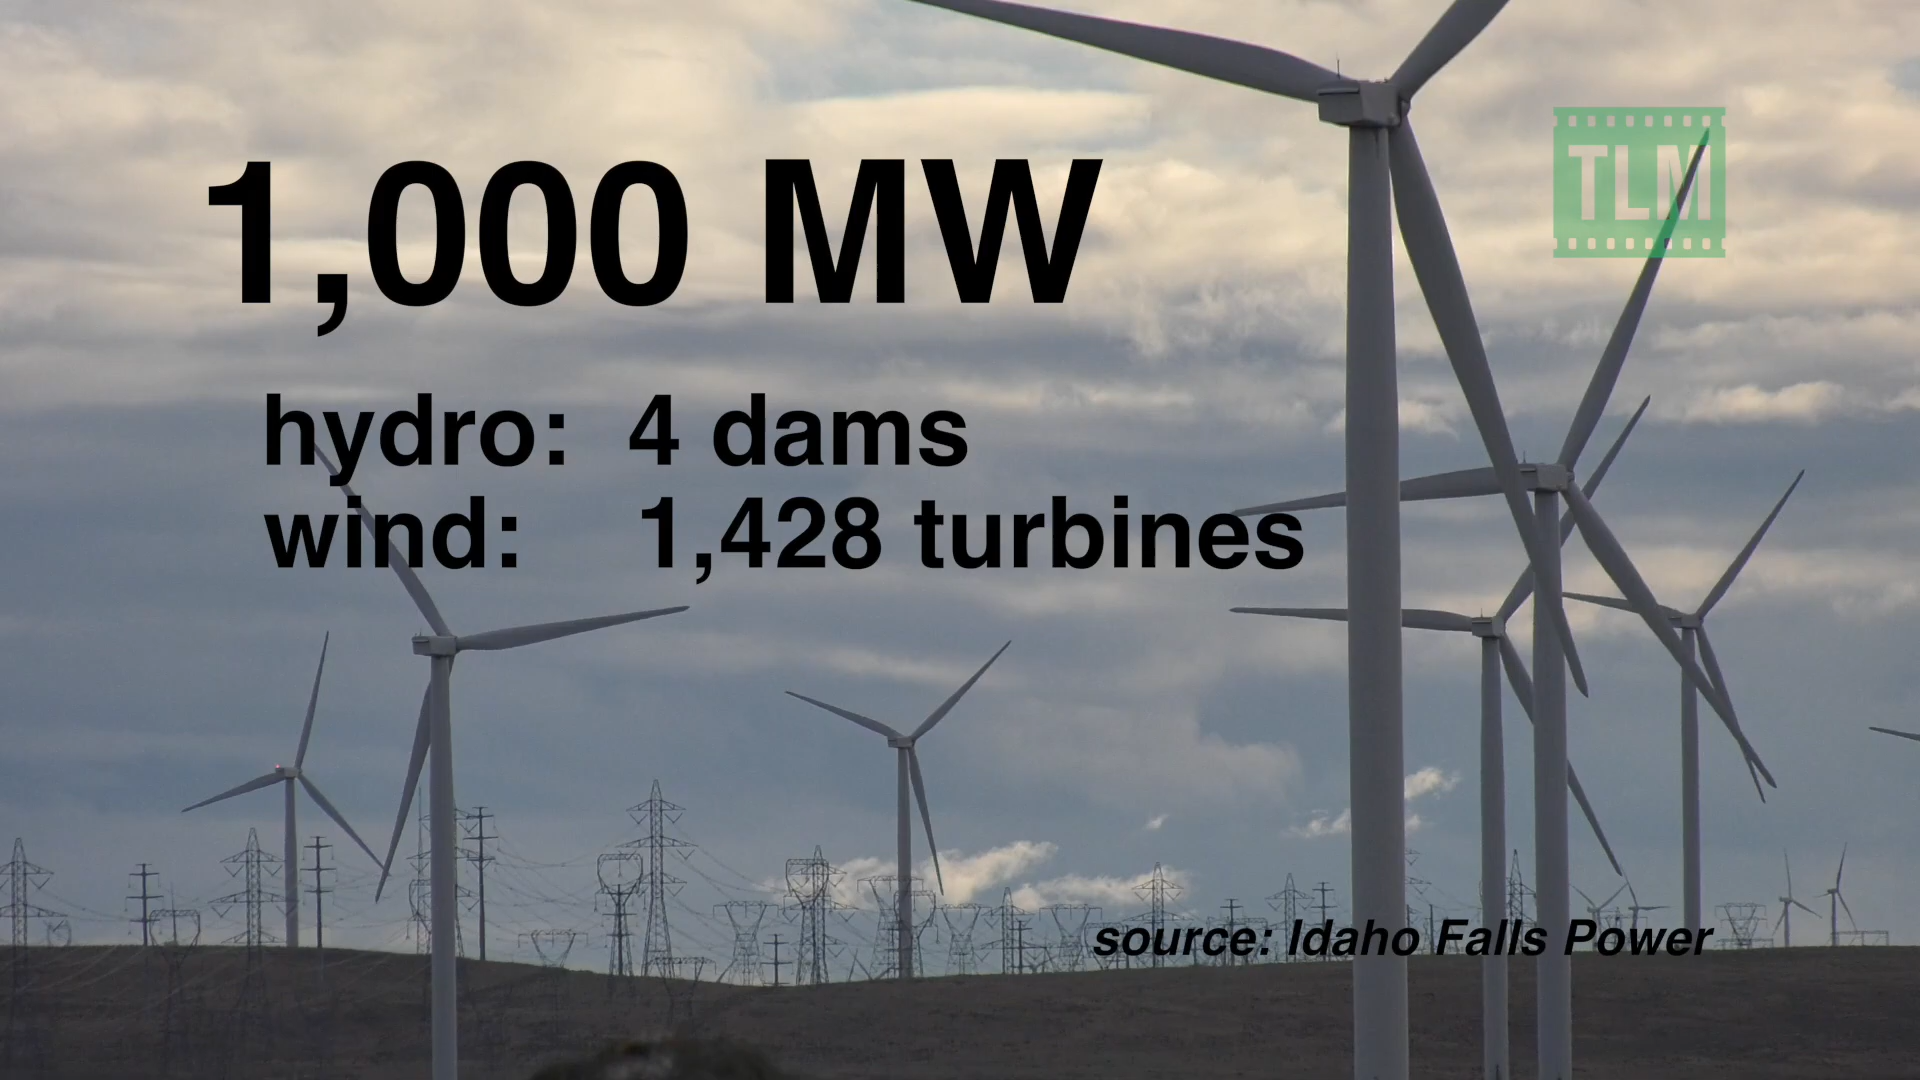 1,000 MW
TLM
hydro: 4 dams
wind: 1,428 turbines
source: Idaho Falls Power